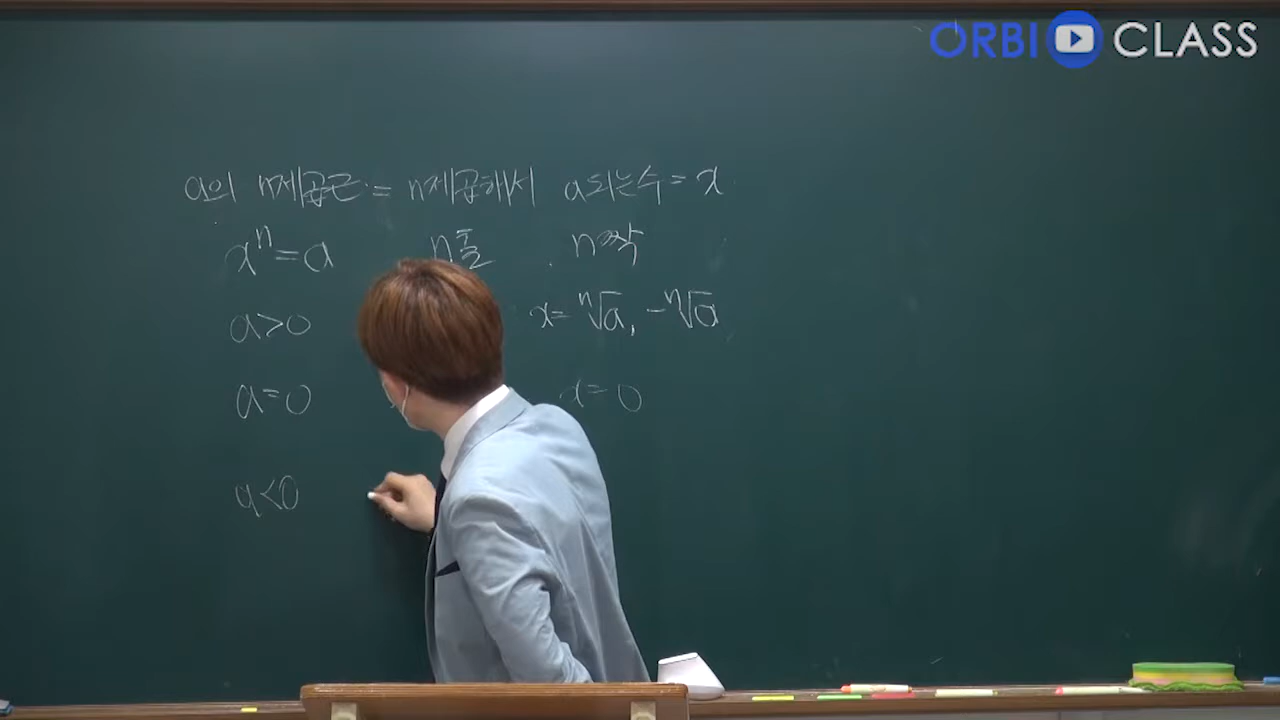 ORBI CLASS
a의 n제곱근 = n제곱해서 a되는수 = x
xⁿ = a n홀 n짝
a>0 x = ⁿ√a, -ⁿ√a
a=0 x=0
a<0